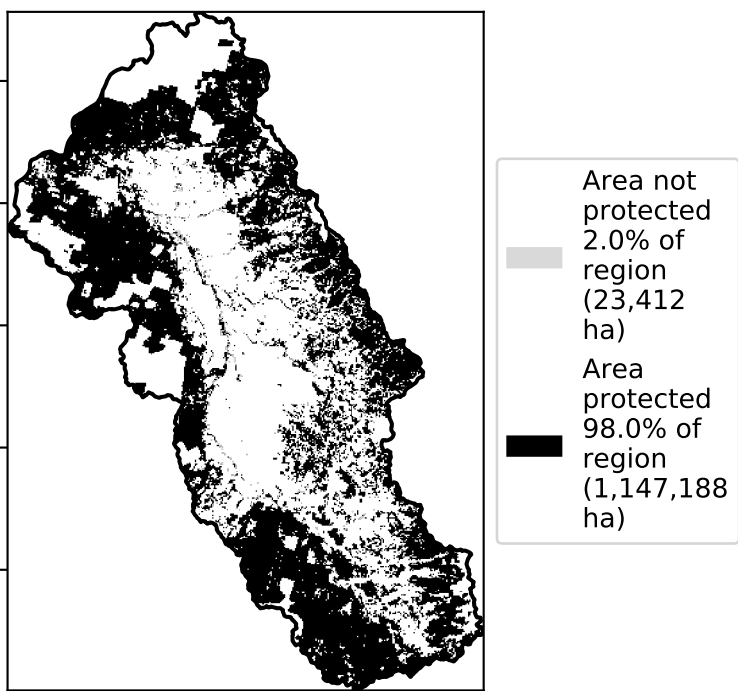 Area not
protected
2.0% of
region
(23,412
ha)
Area
protected
98.0% of
region
(1,147,188
ha)